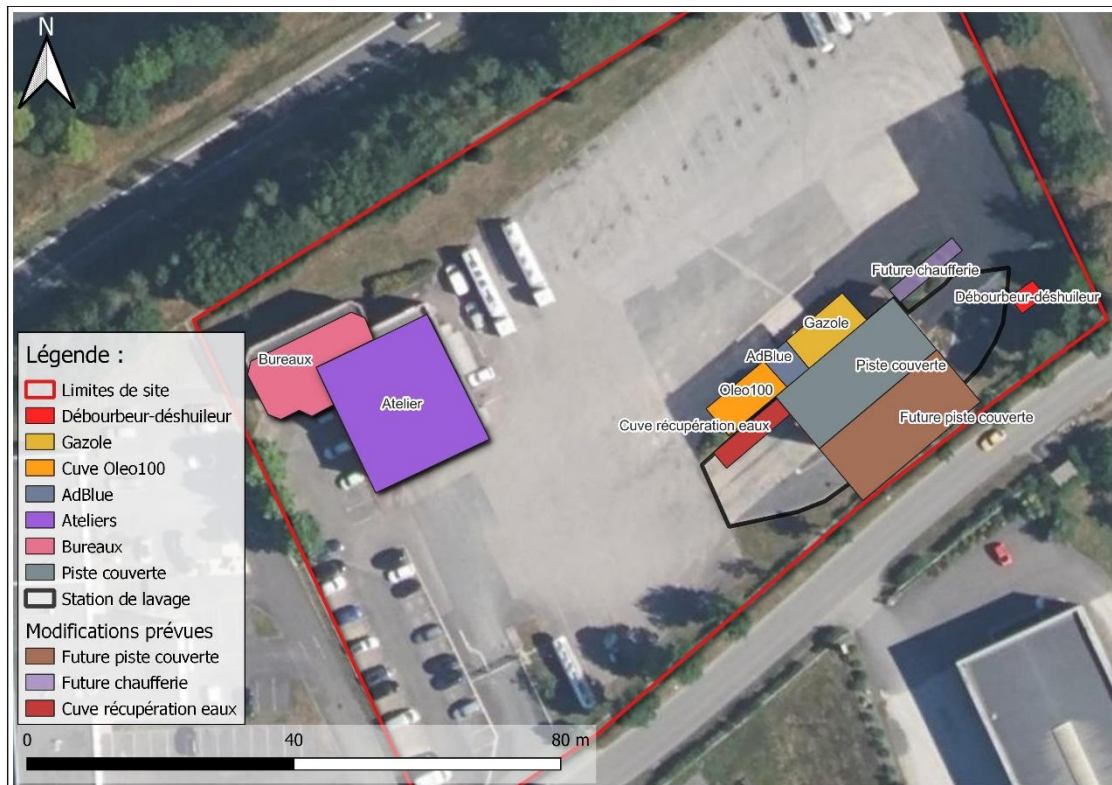 N
Future chaufferie
Débourbeur-déshuileur
Gazole
AdBlue
Piste couverte
Bureaux
Oleo100
Atelier
Cuve récupération eaux
Future piste couverte
Légende :
Limites de site
Débourbeur-déshuileur
Gazole
Cuve Oleo100
AdBlue
Ateliers
Bureaux
Piste couverte
Station de lavage
Modifications prévues
Future piste couverte
Future chaufferie
Cuve récupération eaux
0 40 80 m